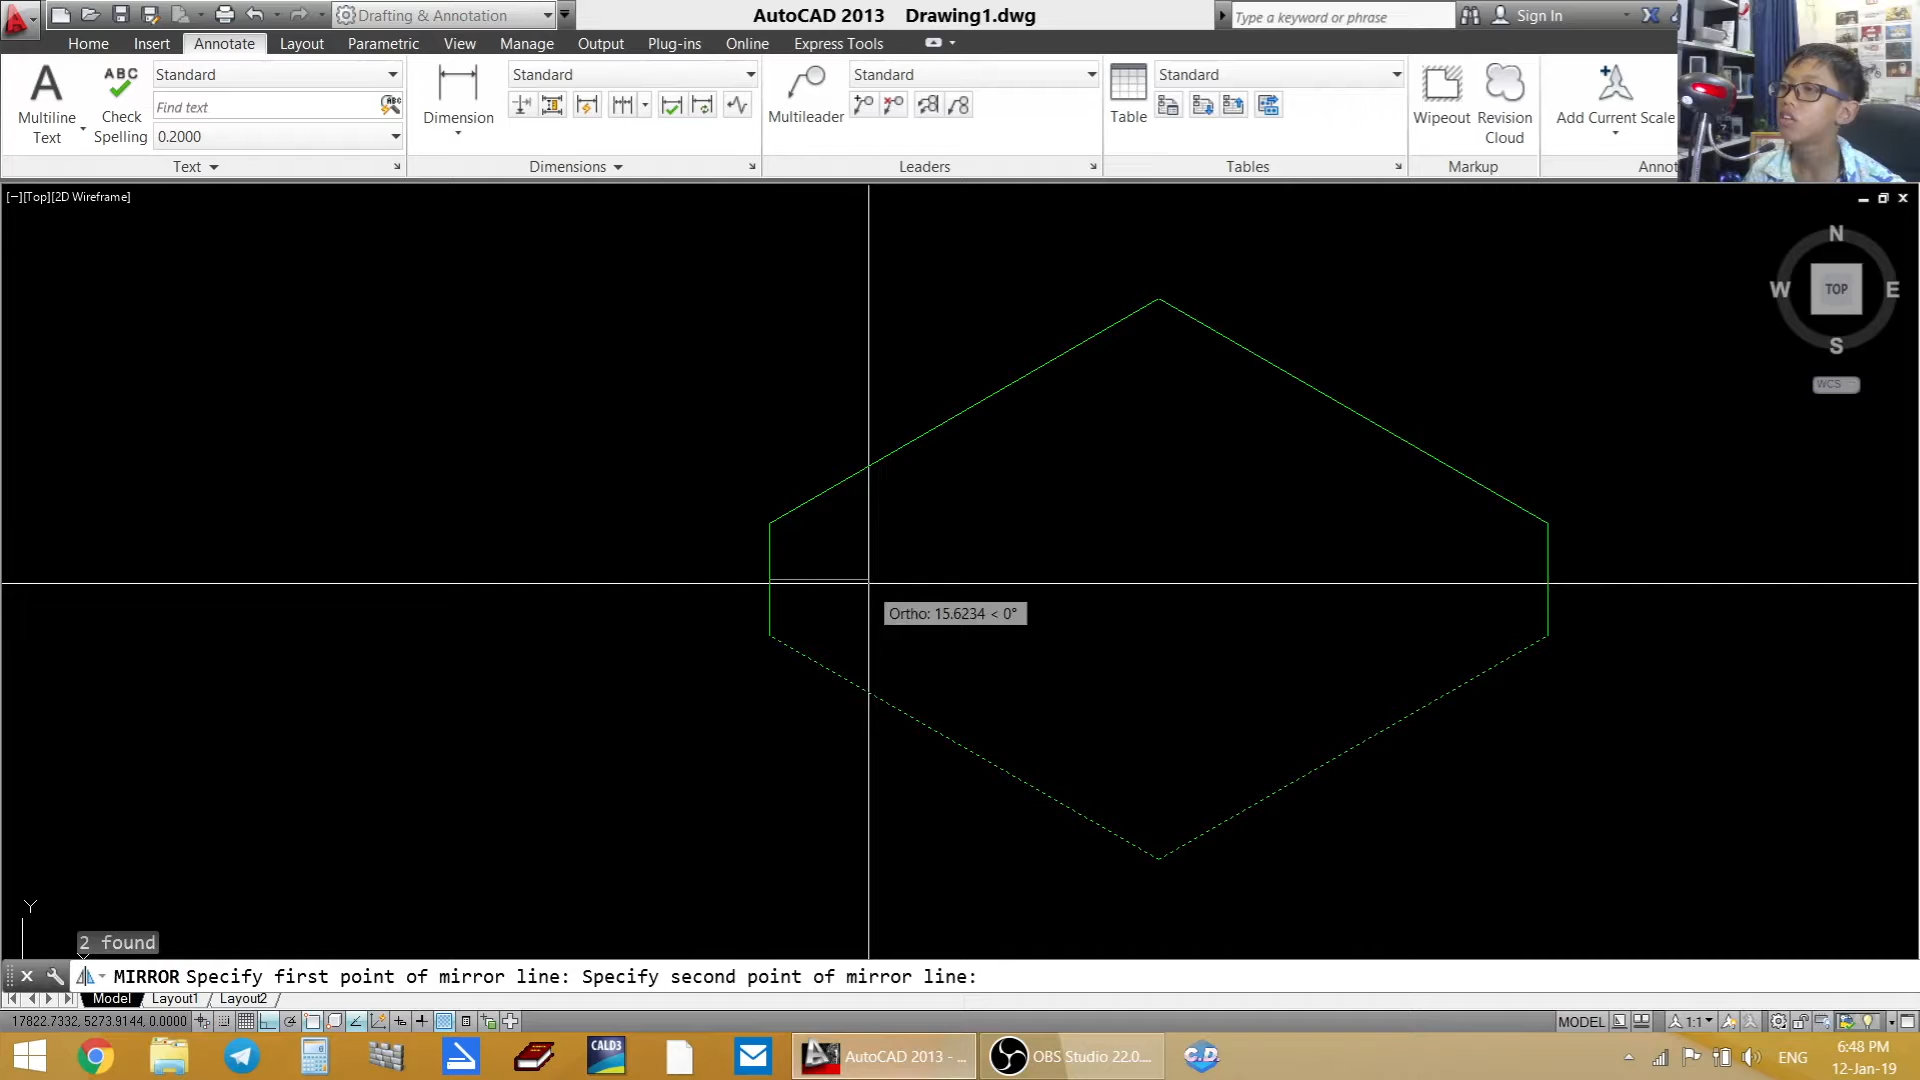 Drafting & Annotation
AutoCAD 2013 Drawing1.dwg
Type a keyword or phrase
Sign In
Home Insert Annotate Layout Parametric View Manage Output Plug-ins Online Express Tools
A
Multiline
Text
ABC
Check
Spelling
Standard
Find text
ABC
0.2000
Text
Dimension
Standard
Dimensions
Multileader
Standard
Leaders
Table
Standard
Tables
Wipeout
Revision
Cloud
Markup
Add Current Scale
Annot
[−][Top][2D Wireframe]
N
W TOP E
S
WCS
Ortho: 15.6234 < 0°
Y
2 found
MIRROR Specify first point of mirror line: Specify second point of mirror line:
Model Layout1 Layout2
17822.7332, 5273.9144, 0.0000
MODEL
1:1
CALD3
AutoCAD 2013 - ...
OBS Studio 22.0...
C.D
ENG
6:48 PM
12-Jan-19